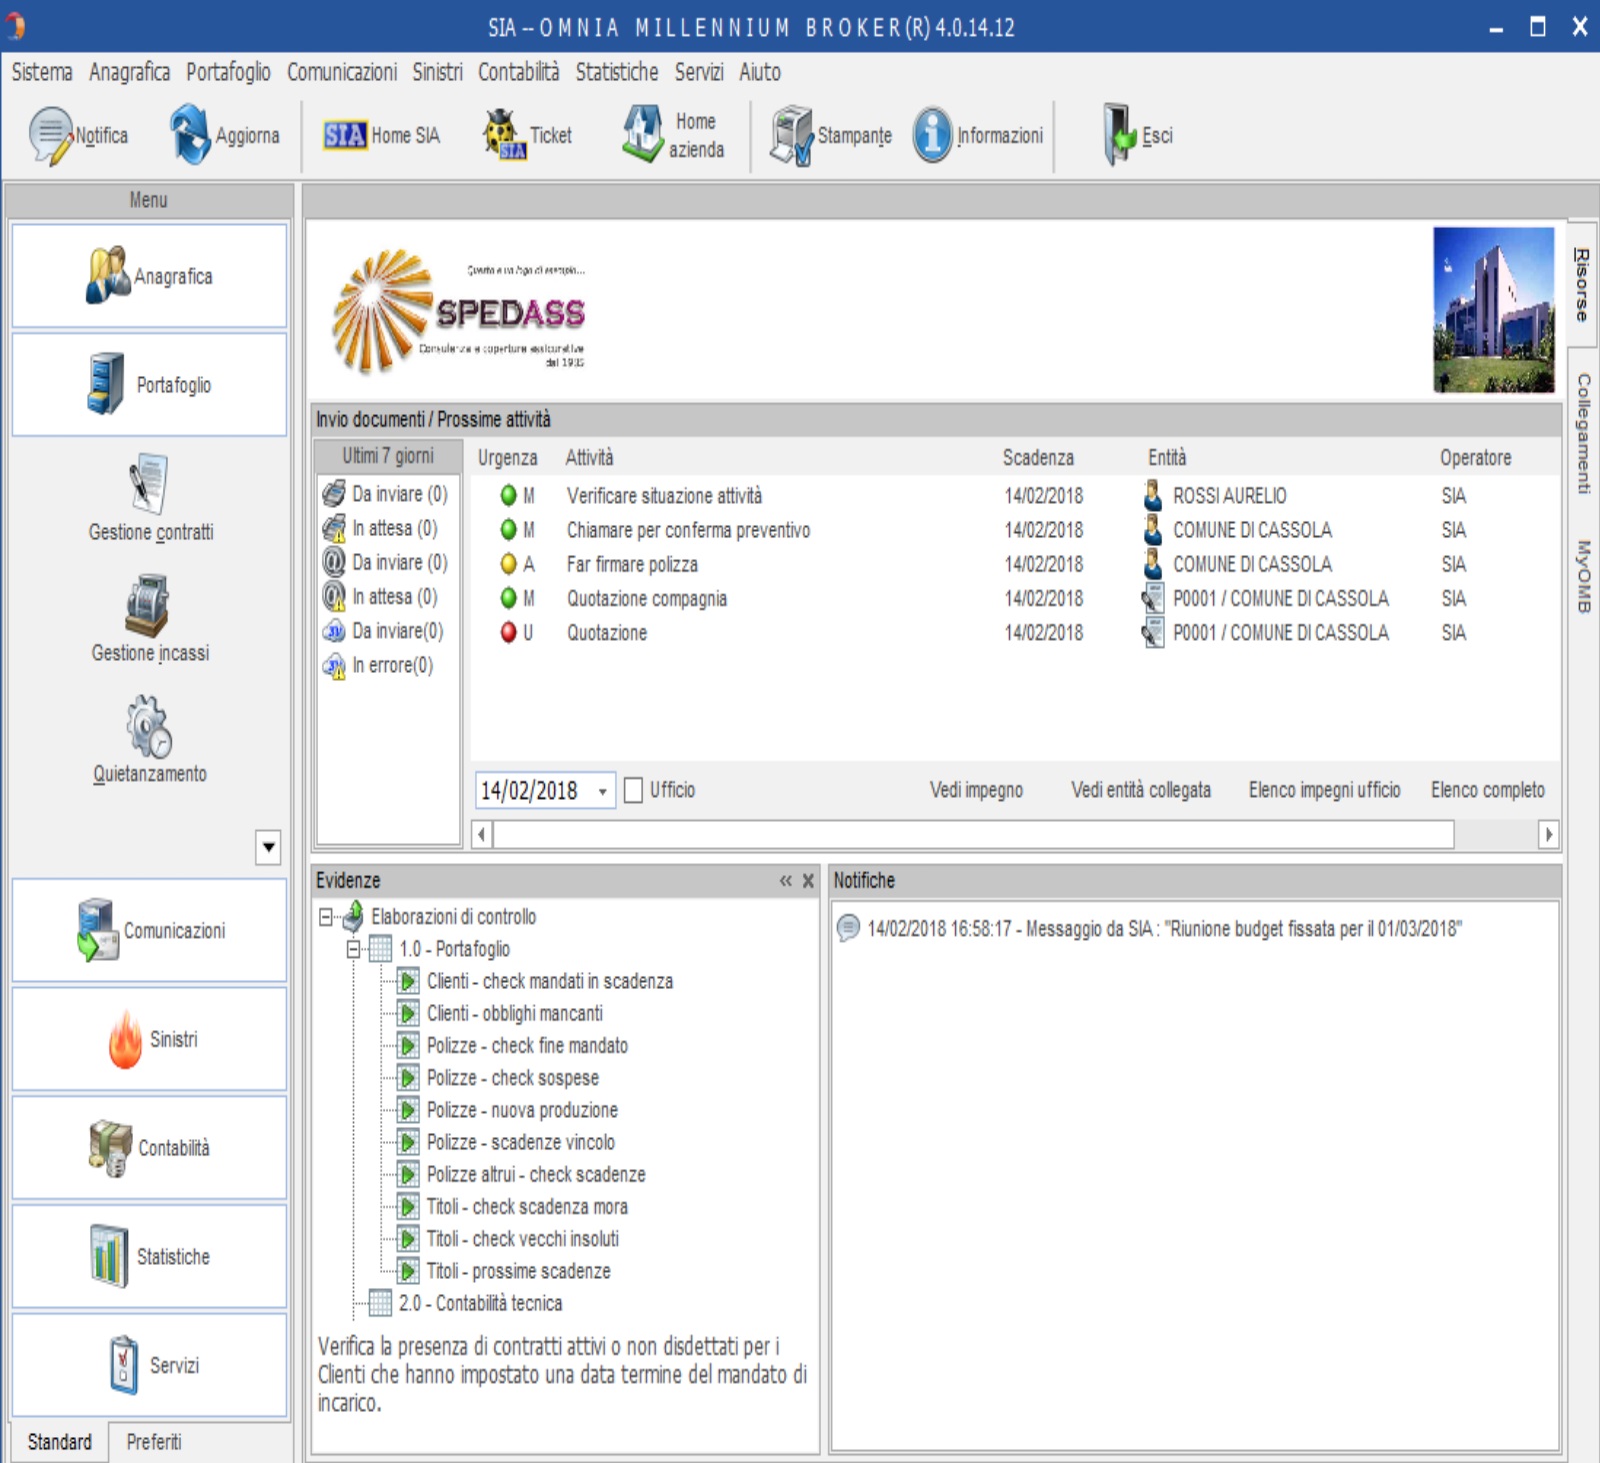 SIA -- O M N I A   M I L L E N N I U M   B R O K E R (R) 4.0.14.12
Sistema Anagrafica Portafoglio Comunicazioni Sinistri Contabilità Statistiche Servizi Aiuto
Notifica Aggiorna Home SIA Ticket Home azienda Stampante Informazioni Esci
Menu
Anagrafica
Portafoglio
Gestione contratti
Gestione incassi
Quietanzamento
Comunicazioni
Sinistri
Contabilità
Statistiche
Servizi
Standard Preferiti
Questo è un logo di esempio...
SPEDASS
Consulenze e coperture assicurative
dal 1935
Risorse
Collegamenti
MyOMB
Invio documenti / Prossime attività
Ultimi 7 giorni
Da inviare (0)
In attesa (0)
Da inviare (0)
In attesa (0)
Da inviare(0)
In errore(0)
Urgenza Attività Scadenza Entità Operatore
M Verificare situazione attività 14/02/2018 ROSSI AURELIO SIA
M Chiamare per conferma preventivo 14/02/2018 COMUNE DI CASSOLA SIA
A Far firmare polizza 14/02/2018 COMUNE DI CASSOLA SIA
M Quotazione compagnia 14/02/2018 P0001 / COMUNE DI CASSOLA SIA
U Quotazione 14/02/2018 P0001 / COMUNE DI CASSOLA SIA
14/02/2018 Ufficio Vedi impegno Vedi entità collegata Elenco impegni ufficio Elenco completo
Evidenze
Elaborazioni di controllo
1.0 - Portafoglio
Clienti - check mandati in scadenza
Clienti - obblighi mancanti
Polizze - check fine mandato
Polizze - check sospese
Polizze - nuova produzione
Polizze - scadenze vincolo
Polizze altrui - check scadenze
Titoli - check scadenza mora
Titoli - check vecchi insoluti
Titoli - prossime scadenze
2.0 - Contabilità tecnica
Verifica la presenza di contratti attivi o non disdettati per i
Clienti che hanno impostato una data termine del mandato di
incarico.
Notifiche
14/02/2018 16:58:17 - Messaggio da SIA : "Riunione budget fissata per il 01/03/2018"